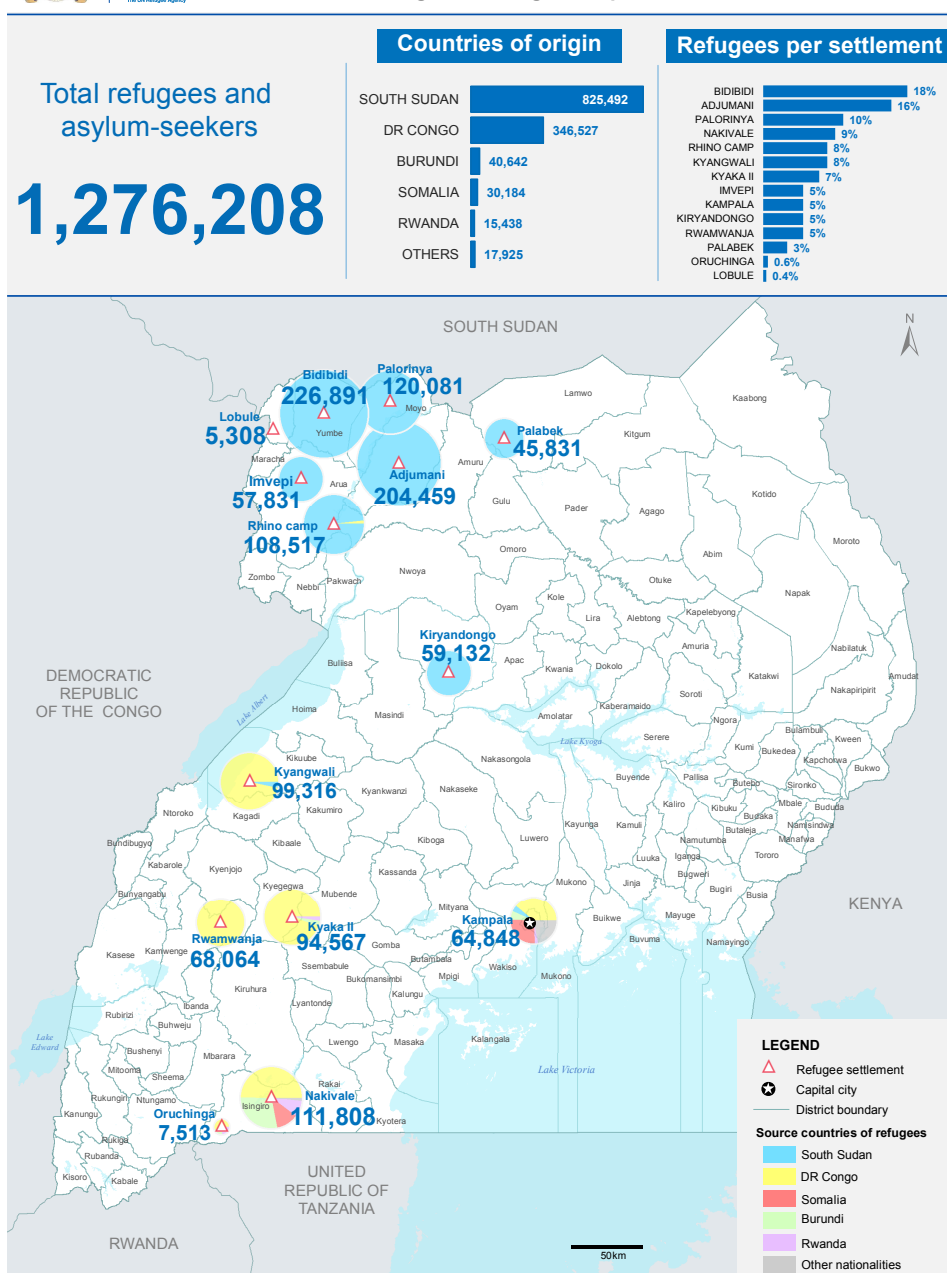 The UN Refugee Agency
Total refugees and
asylum-seekers
1,276,208
Countries of origin
SOUTH SUDAN 825,492
DR CONGO 346,527
BURUNDI 40,642
SOMALIA 30,184
RWANDA 15,438
OTHERS 17,925
Refugees per settlement
BIDIBIDI 18%
ADJUMANI 16%
PALORINYA 10%
NAKIVALE 9%
RHINO CAMP 8%
KYANGWALI 8%
KYAKA II 7%
IMVEPI 5%
KAMPALA 5%
KIRYANDONGO 5%
RWAMWANJA 5%
PALABEK 3%
ORUCHINGA 0.6%
LOBULE 0.4%
SOUTH SUDAN
N
Bidibidi
226,891
Yumbe
Palorinya
120,081
Moyo
Lamwo
Kaabong
Lobule
5,308
Palabek
45,831
Kitgum
Maracha
Imvepi
57,831
Arua
Adjumani
204,459
Amuru
Gulu
Pader
Agago
Kotido
Rhino camp
108,517
Moroto
Omoro
Abim
Zombo
Nebbi
Pakwach
Nwoya
Otuke
Napak
Oyam
Kole
Lira
Alebtong
Kapelebyong
Kiryandongo
59,132
Apac
Kwania
Dokolo
Amuria
Nabilatuk
DEMOCRATIC
REPUBLIC
OF THE CONGO
Buliisa
Katakwi
Amudat
Nakapiripirit
Lake Albert
Hoima
Masindi
Amolatar
Kaberamaido
Soroti
Ngora
Lake Kyoga
Serere
Bulambuli
Kween
Kumi
Bukedea
Kapchorwa
Bukwo
Kikuube
Nakasongola
Kyangwali
99,316
Kyankwanzi
Nakaseke
Buyende
Pallisa
Butebo
Sironko
Ntoroko
Kagadi
Kakumiro
Kaliro
Kibuku
Mbale
Bududa
Budaka
Namisindwa
Manafwa
Butaleja
Bundibugyo
Kibaale
Kiboga
Luwero
Kayunga
Kamuli
Namutumba
Tororo
Kabarole
Kyenjojo
Kassanda
Luuka
Iganga
Bugweri
Bunyangabu
Kyegegwa
Mubende
Mukono
Jinja
Bugiri
Busia
Kyaka II
94,567
Mityana
Kampala
64,848
Buikwe
Mayuge
KENYA
Rwamwanja
68,064
Gomba
Buvuma
Namayingo
Kasese
Kamwenge
Ssembabule
Butambala
Wakiso
Mukono
Mpigi
Kiruhura
Bukomansimbi
Kalungu
Lyantonde
Ibanda
Rubirizi
Buhweju
Lwengo
Masaka
Kalangala
Lake
Edward
Bushenyi
Mbarara
Mitooma
Sheema
Lake Victoria
Rukungiri
Ntungamo
Rakai
Kanungu
Isingiro
Nakivale
111,808
Kyotera
Oruchinga
7,513
Rukiga
Rubanda
Kisoro
Kabale
UNITED
REPUBLIC OF
TANZANIA
RWANDA
50km
LEGEND
Refugee settlement
Capital city
District boundary
Source countries of refugees
South Sudan
DR Congo
Somalia
Burundi
Rwanda
Other nationalities